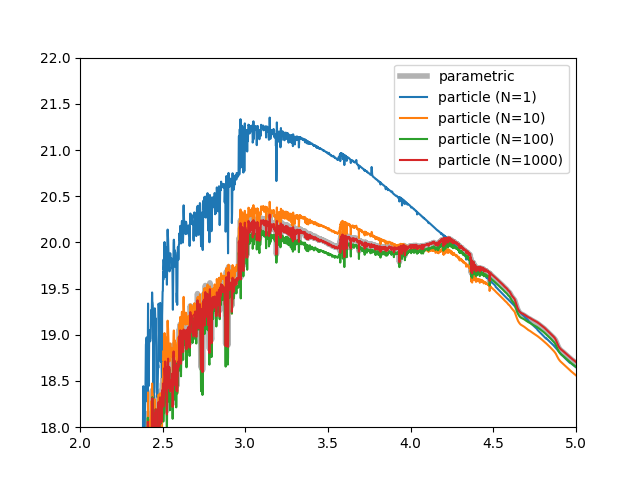 22.0
21.5
21.0
20.5
20.0
19.5
19.0
18.5
18.0
2.0 2.5 3.0 3.5 4.0 4.5 5.0
parametric
particle (N=1)
particle (N=10)
particle (N=100)
particle (N=1000)